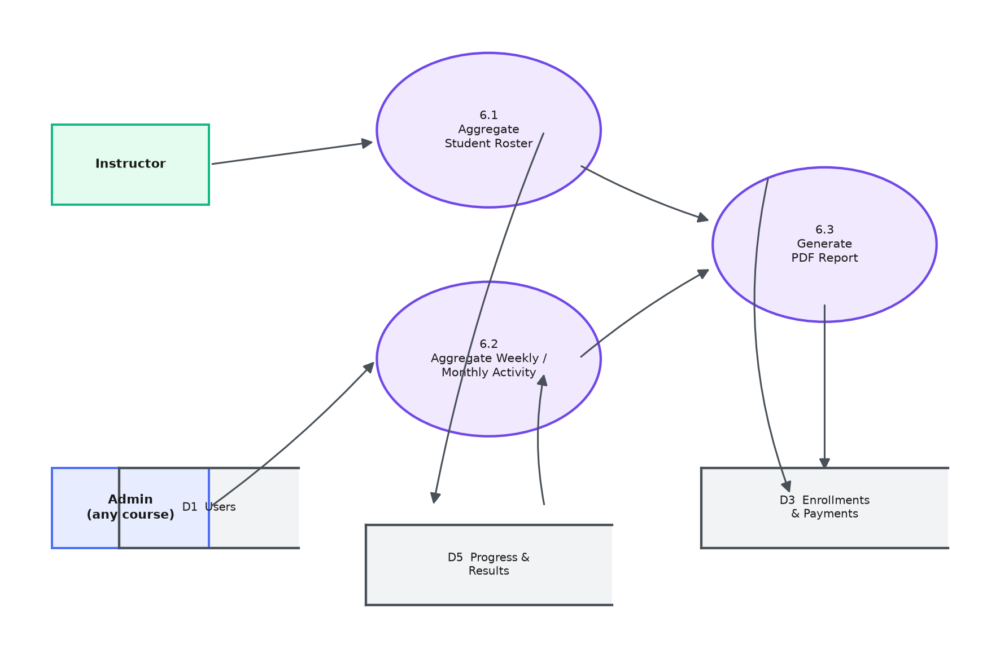 6.1
Aggregate
Student Roster
Instructor
6.3
Generate
PDF Report
6.2
Aggregate Weekly /
Monthly Activity
Admin
(any course)
D1  Users
D3  Enrollments
& Payments
D5  Progress &
Results